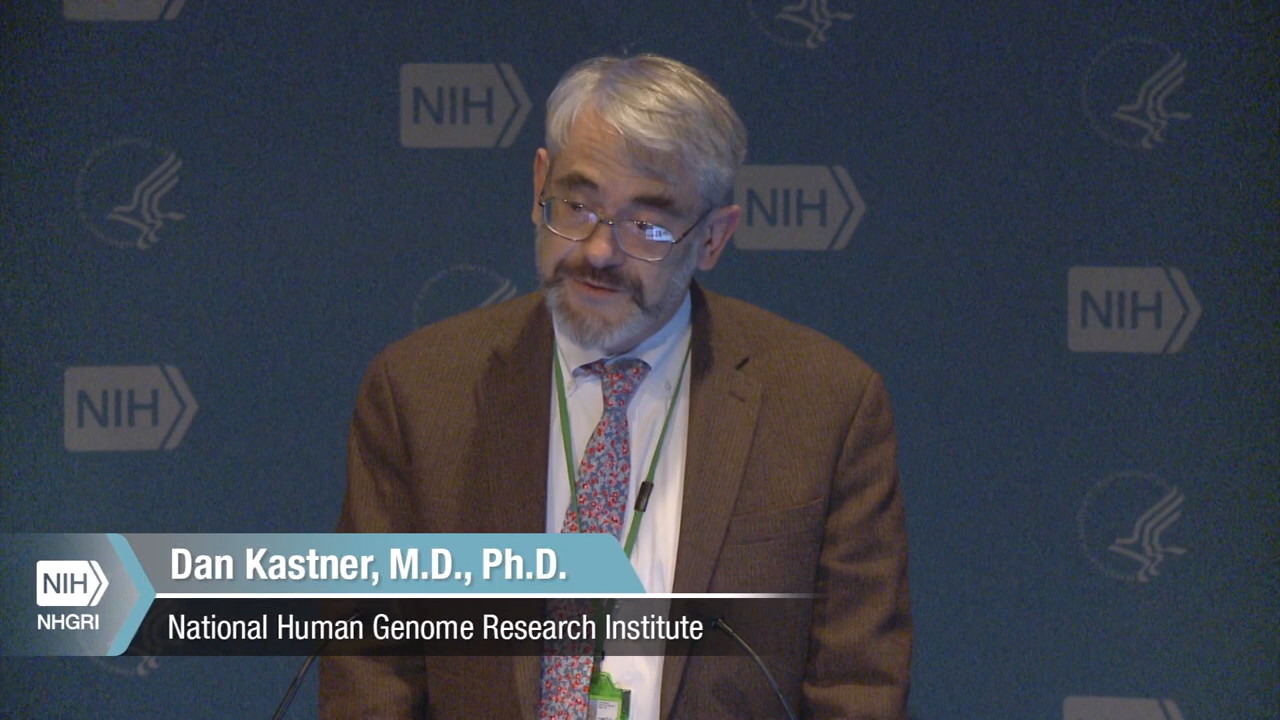 NIH
NIH
NIH
NIH
NIH
NHGRI
Dan Kastner, M.D., Ph.D.
National Human Genome Research Institute